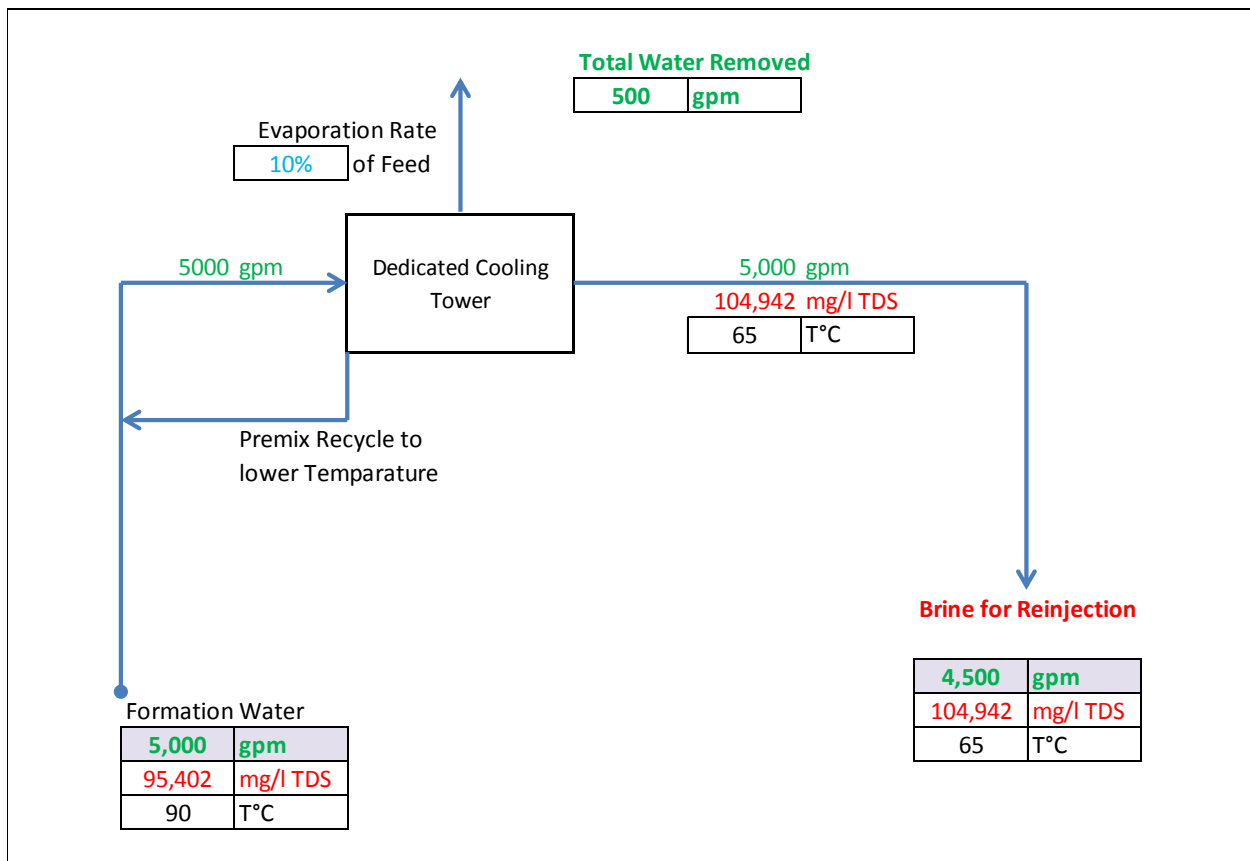 Total Water Removed
500 gpm
Evaporation Rate
10% of Feed
5000 gpm
Dedicated Cooling
Tower
5,000 gpm
104,942 mg/l TDS
65 T°C
Premix Recycle to
lower Temparature
Brine for Reinjection
4,500 gpm
104,942 mg/l TDS
65 T°C
Formation Water
5,000 gpm
95,402 mg/l TDS
90 T°C